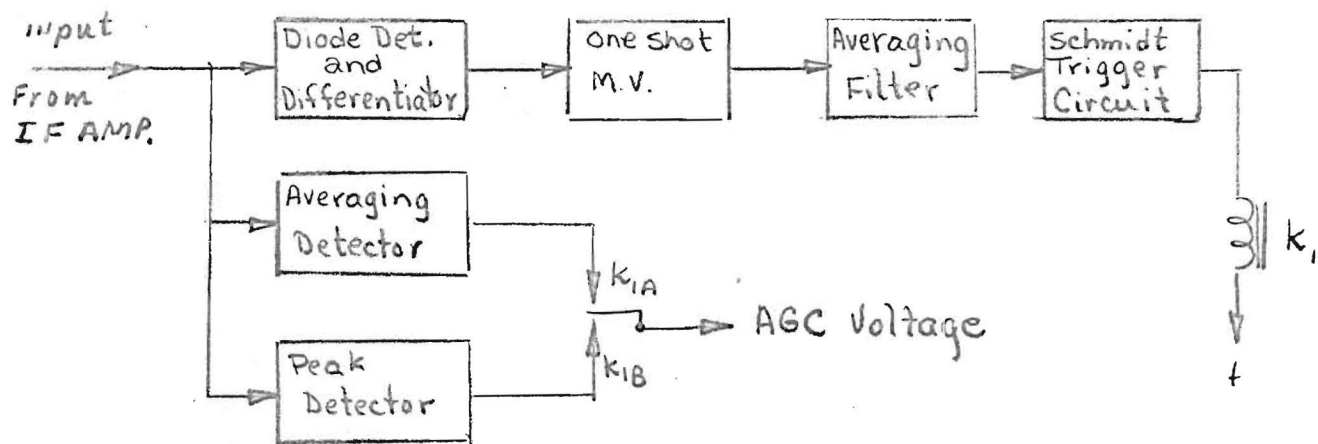 Input
From
IF AMP.
Diode Det.
and
Differentiator
one shot
M.V.
Averaging
Filter
Schmidt
Trigger
Circuit
K1
Averaging
Detector
K1A
AGC Voltage
K1B
Peak
Detector